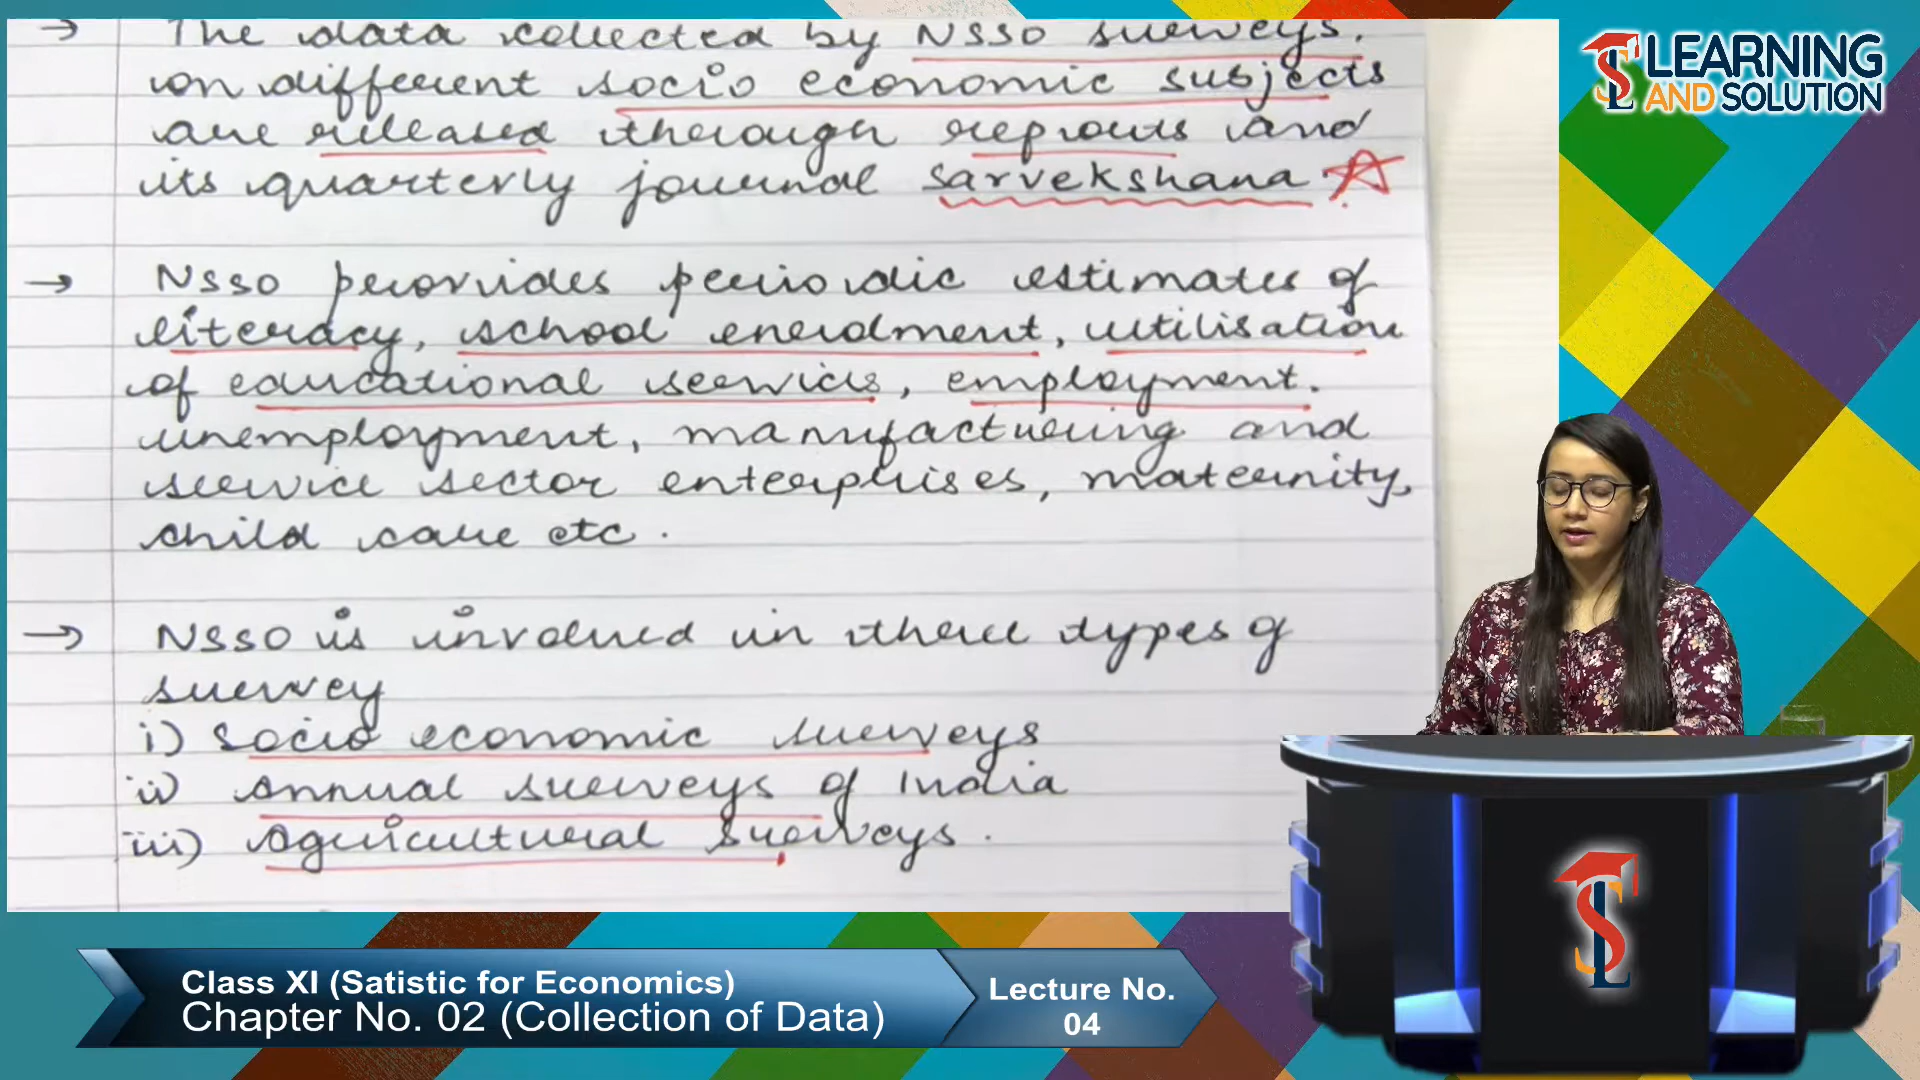 → The data collected by NSSO surveys.
on different socio economic subjects
are released through reports and
its quarterly journal Sarvekshana
→ NSSO provides periodic estimates of
literacy, school enrolment, utilisation
of educational services, employment.
unemployment, manufacturing and
service sector enterprises, maternity,
child care etc.
→ NSSO is involved in three types of
survey
i) Socio economic surveys
ii) Annual surveys of India
iii) Agricultural surveys.
LEARNING
AND SOLUTION
SL
Class XI (Satistic for Economics)
Chapter No. 02 (Collection of Data)
Lecture No.
04
SL